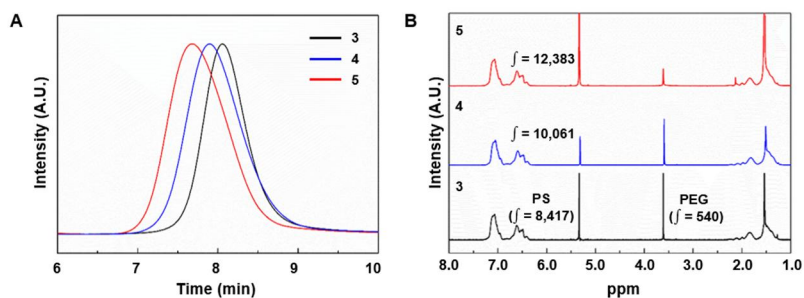 A
Intensity (A.U.)
3
4
5
6 7 8 9 10
Time (min)
B
Intensity (A.U.)
5
∫ = 12,383
4
∫ = 10,061
3
PS
(∫ = 8,417)
PEG
(∫ = 540)
8.0 7.0 6.0 5.0 4.0 3.0 2.0 1.0
ppm